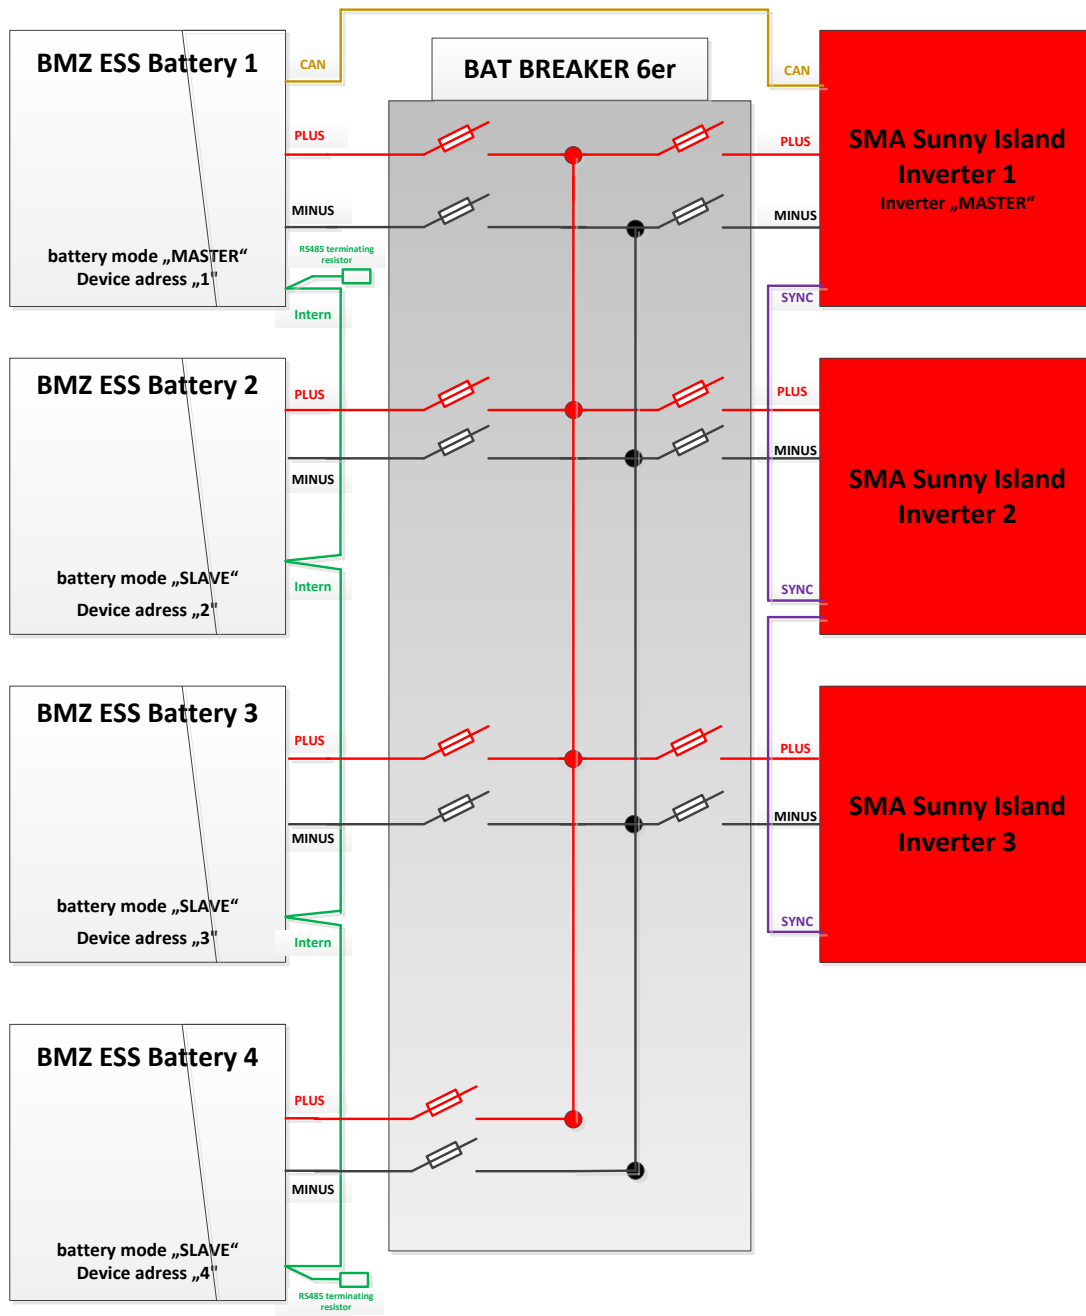 BMZ ESS Battery 1
CAN
PLUS
MINUS
battery mode „MASTER“
Device adress „1"
RS485 terminating
resistor
Intern
BAT BREAKER 6er
CAN
PLUS
MINUS
SYNC
SMA Sunny Island
Inverter 1
Inverter „MASTER“
BMZ ESS Battery 2
PLUS
MINUS
battery mode „SLAVE“
Device adress „2"
Intern
PLUS
MINUS
SYNC
SMA Sunny Island
Inverter 2
BMZ ESS Battery 3
PLUS
MINUS
battery mode „SLAVE“
Device adress „3"
Intern
PLUS
MINUS
SYNC
SMA Sunny Island
Inverter 3
BMZ ESS Battery 4
PLUS
MINUS
battery mode „SLAVE“
Device adress „4"
RS485 terminating
resistor